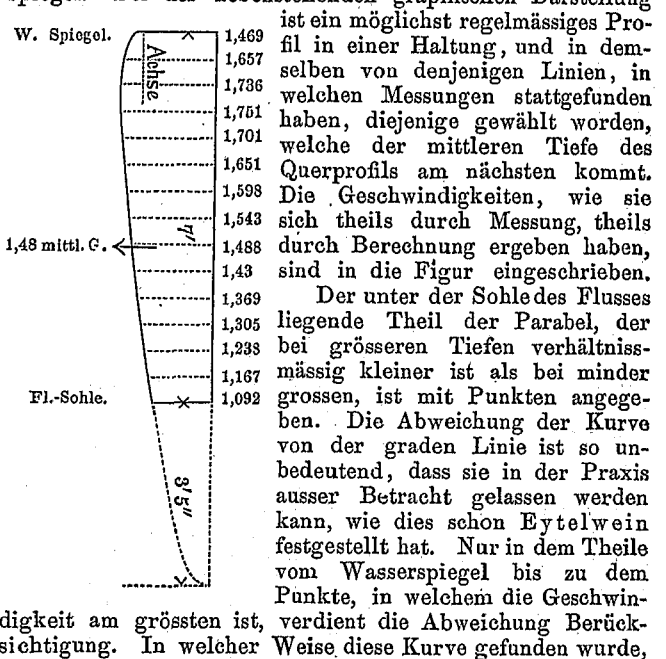 spiegel. In der nebenstehenden graphischen Darstellung
ist ein möglichst regelmässiges Pro-
fil in einer Haltung, und in dem-
selben von denjenigen Linien, in
welchen Messungen stattgefunden
haben, diejenige gewählt worden,
welche der mittleren Tiefe des
Querprofils am nächsten kommt.
Die Geschwindigkeiten, wie sie
sich theils durch Messung, theils
durch Berechnung ergeben haben,
sind in die Figur eingeschrieben.
Der unter der Sohle des Flusses
liegende Theil der Parabel, der
bei grösseren Tiefen verhältniss-
mässig kleiner ist als bei minder
grossen, ist mit Punkten angege-
ben. Die Abweichung der Kurve
von der graden Linie ist so un-
bedeutend, dass sie in der Praxis
ausser Betracht gelassen werden
kann, wie dies schon Eytelwein
festgestellt hat. Nur in dem Theile
vom Wasserspiegel bis zu dem
Punkte, in welchem die Geschwin-
digkeit am grössten ist, verdient die Abweichung Berück-
sichtigung. In welcher Weise diese Kurve gefunden wurde,
W. Spiegel.
Achse.
1,469
1,657
1,736
1,751
1,701
1,651
1,598
1,543
7'
1,48 mittl. G.
1,488
1,43
1,369
1,305
1,238
1,167
Fl.-Sohle.
1,092
3' 5"